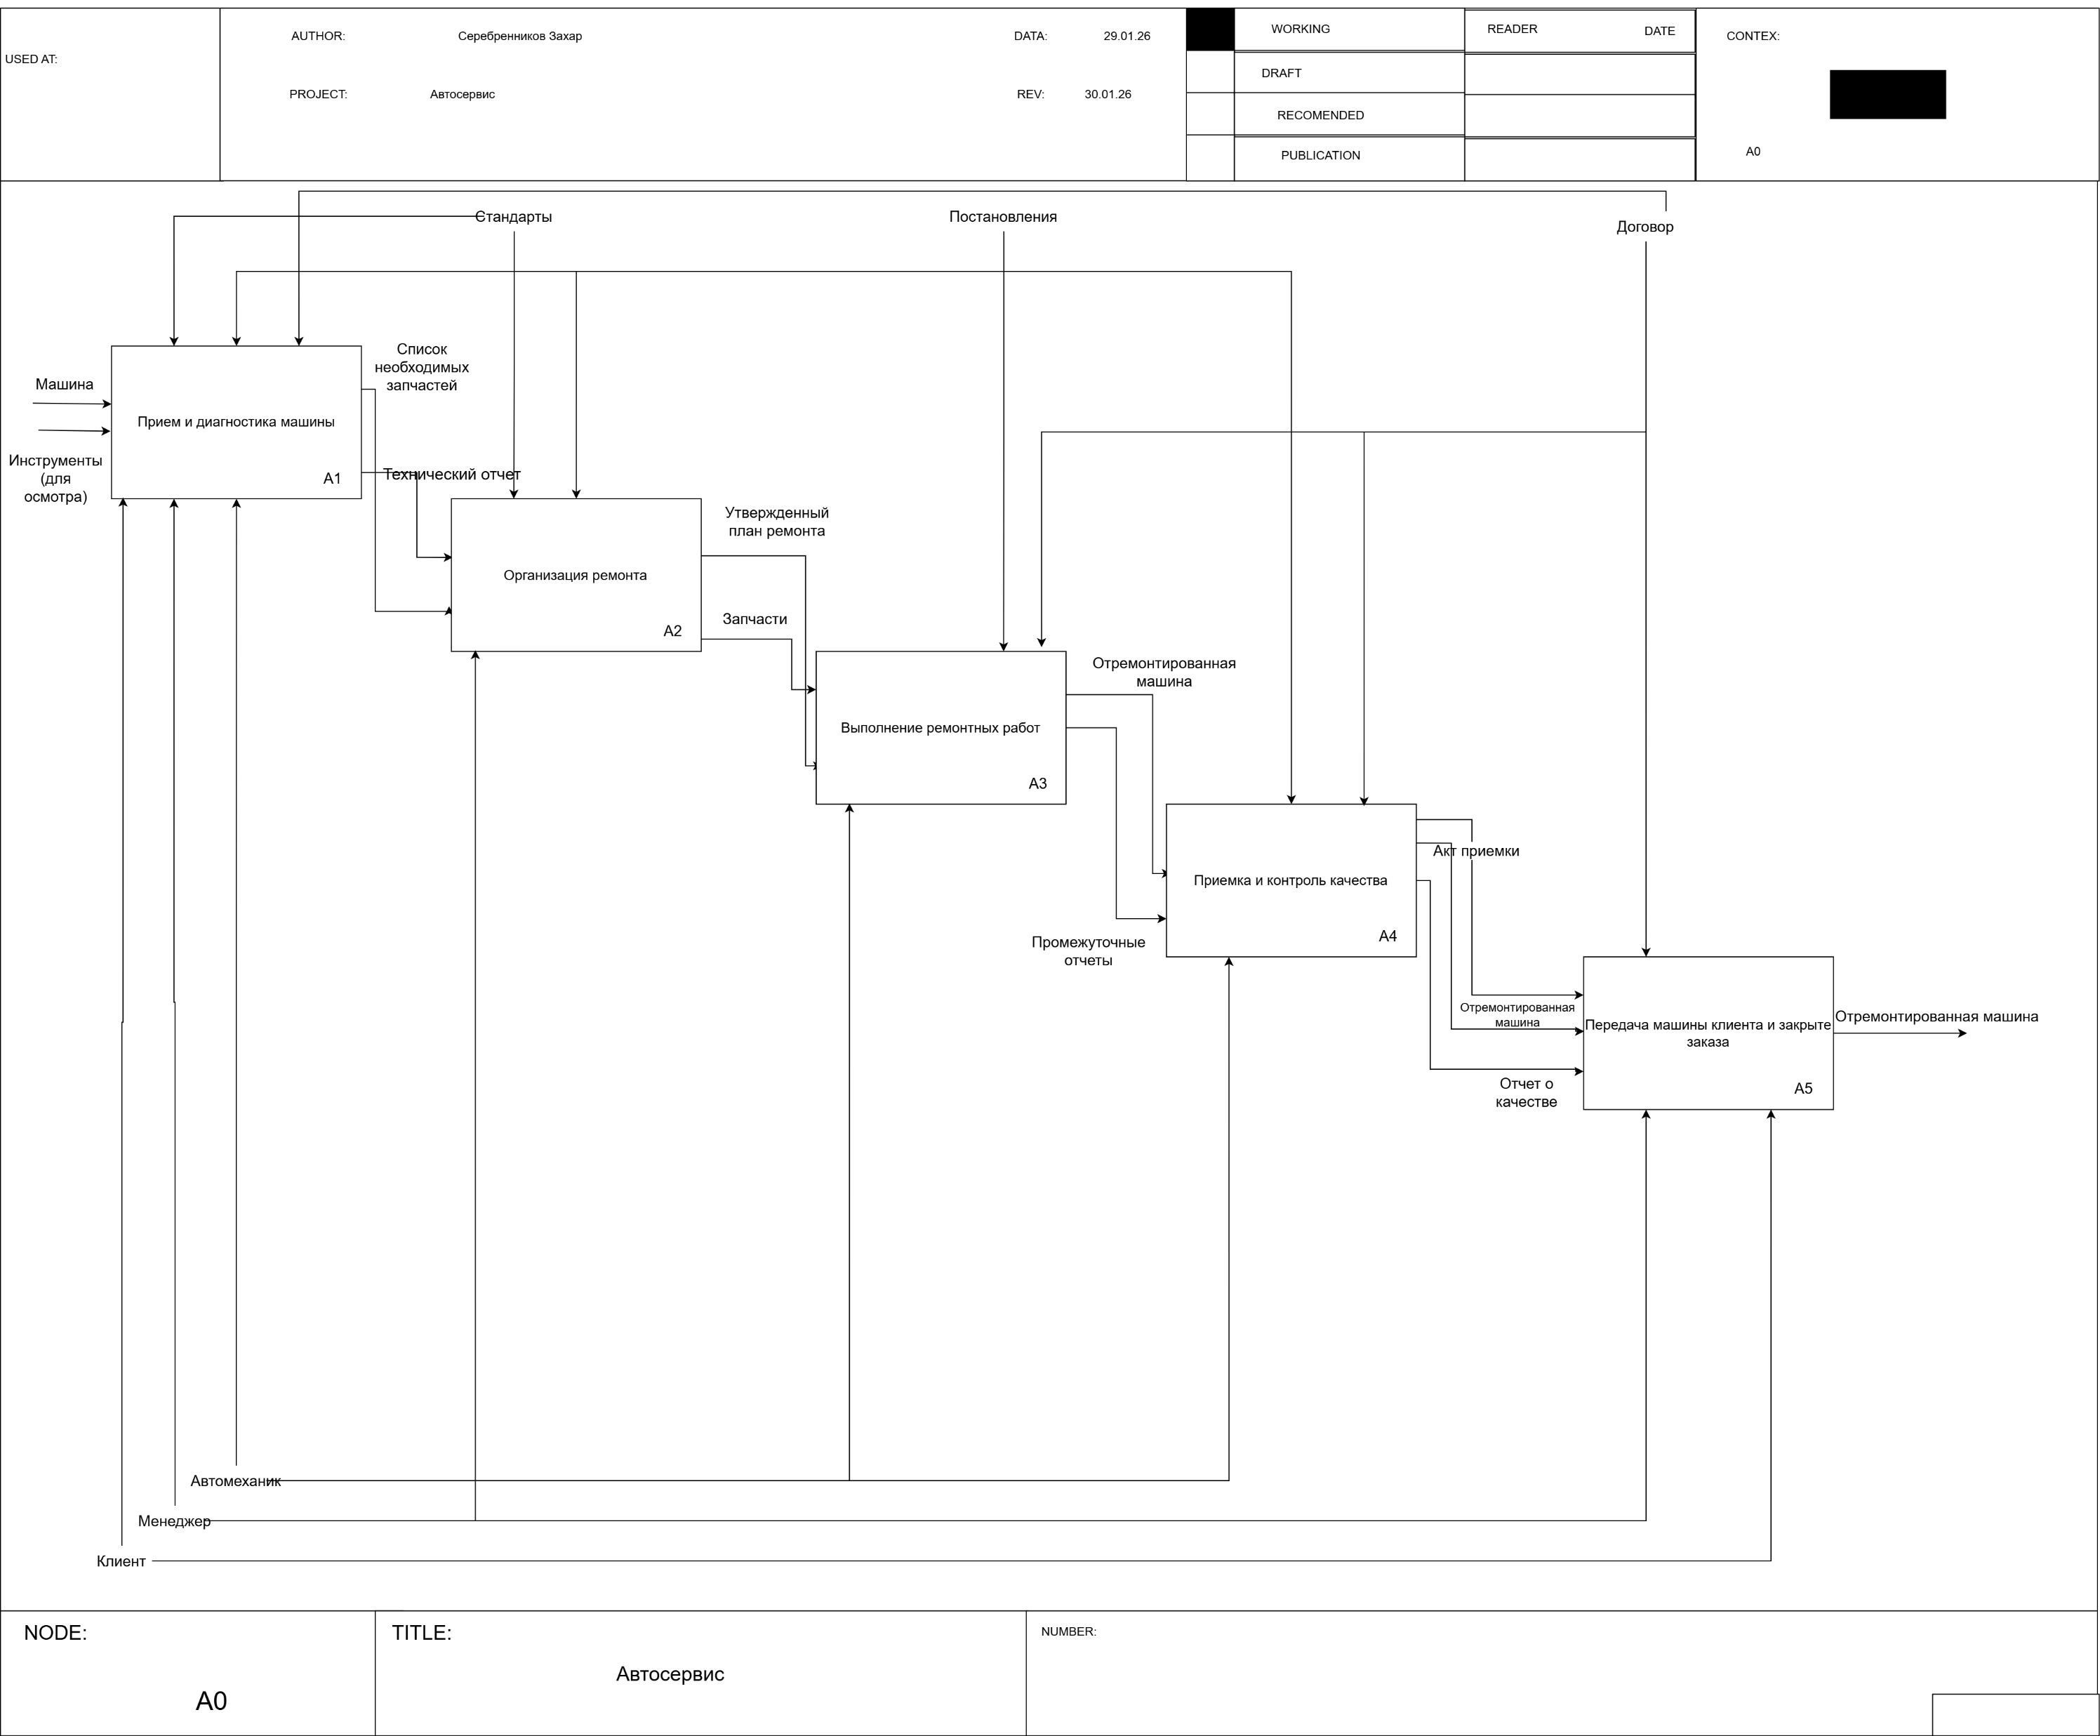 USED AT:
AUTHOR:
Серебренников Захар
DATA:
29.01.26
PROJECT:
Автосервис
REV:
30.01.26
WORKING
DRAFT
RECOMENDED
PUBLICATION
READER
DATE
CONTEX:
A0
Стандарты
Постановления
Договор
Машина
Инструменты
(для
осмотра)
Прием и диагностика машины
A1
Список
необходимых
запчастей
Технический отчет
Организация ремонта
A2
Утвержденный
план ремонта
Запчасти
Выполнение ремонтных работ
A3
Отремонтированная
машина
Промежуточные
отчеты
Приемка и контроль качества
A4
Акт приемки
Отремонтированная
машина
Отчет о
качестве
Передача машины клиента и закрыте
заказа
A5
Отремонтированная машина
Автомеханик
Менеджер
Клиент
NODE:
A0
TITLE:
Автосервис
NUMBER: